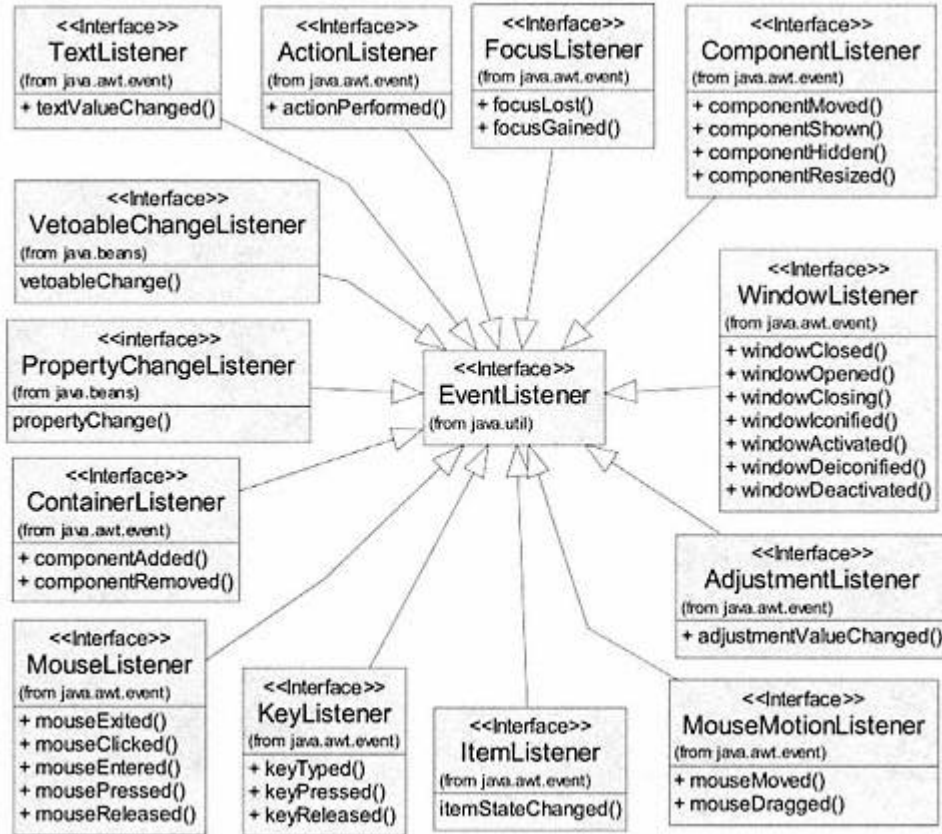 <<Interface>>
TextListener
(from java.awt.event)
+ textValueChanged()
<<Interface>>
ActionListener
(from java.awt.event)
+ actionPerformed()
<<Interface>>
FocusListener
(from java.awt.event)
+ focusLost()
+ focusGained()
<<Interface>>
ComponentListener
(from java.awt.event)
+ componentMoved()
+ componentShown()
+ componentHidden()
+ componentResized()
<<Interface>>
VetoableChangeListener
(from java.beans)
vetoableChange()
<<Interface>>
WindowListener
(from java.awt.event)
+ windowClosed()
+ windowOpened()
+ windowClosing()
+ windowIconified()
+ windowActivated()
+ windowDeiconified()
+ windowDeactivated()
<<interface>>
PropertyChangeListener
(from java.beans)
propertyChange()
<<Interface>>
EventListener
(from java.util)
<<Interface>>
ContainerListener
(from java.awt.event)
+ componentAdded()
+ componentRemoved()
<<Interface>>
AdjustmentListener
(from java.awt.event)
+ adjustmentValueChanged()
<<Interface>>
MouseListener
(from java.awt.event)
+ mouseExited()
+ mouseClicked()
+ mouseEntered()
+ mousePressed()
+ mouseReleased()
<<Interface>>
KeyListener
(from java.awt.event)
+ keyTyped()
+ keyPressed()
+ keyReleased()
<<Interface>>
ItemListener
(from java.awt.event)
itemStateChanged()
<<Interface>>
MouseMotionListener
(from java.awt.event)
+ mouseMoved()
+ mouseDragged()